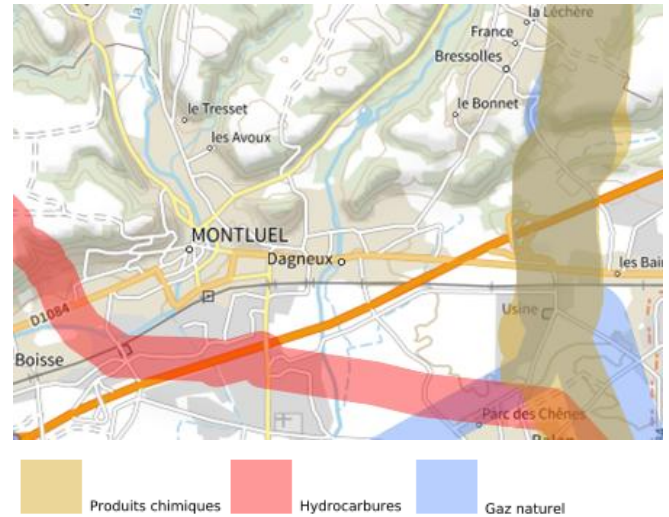 la Léchère
France
Bressolles
le Bonnet
le Tresset
les Avoux
MONTLUEL
Dagneux
les Bain
D1084
Usine
Boisse
Parc des Chênes
Produits chimiques
Hydrocarbures
Gaz naturel